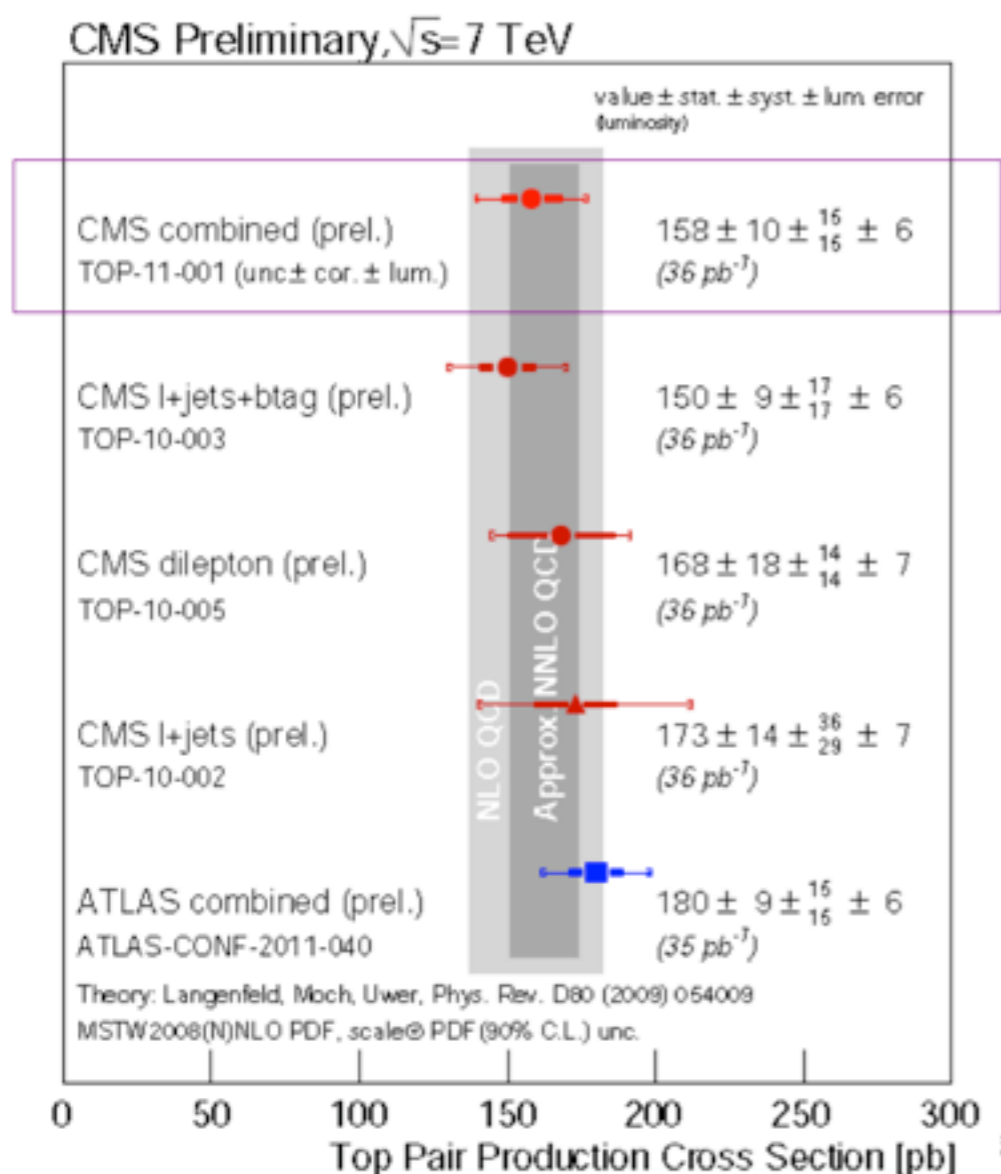 CMS Preliminary, √s=7 TeV
value ± stat. ± syst. ± lum. error
(luminosity)
CMS combined (prel.) 158 ± 10 ± 15 15 ± 6
TOP-11-001 (unc± cor. ± lum.) (36 pb⁻¹)
CMS l+jets+btag (prel.) 150 ± 9 ± 17 17 ± 6
TOP-10-003 (36 pb⁻¹)
CMS dilepton (prel.) 168 ± 18 ± 14 14 ± 7
TOP-10-005 (36 pb⁻¹)
CMS l+jets (prel.) 173 ± 14 ± 36 29 ± 7
TOP-10-002 (36 pb⁻¹)
NLO QCD
Approx. NNLO QCD
ATLAS combined (prel.) 180 ± 9 ± 15 15 ± 6
ATLAS-CONF-2011-040 (35 pb⁻¹)
Theory: Langenfeld, Moch, Uwer, Phys. Rev. D80 (2009) 054009
MSTW2008(N)NLO PDF, scale⊗ PDF(90% C.L.) unc.
0 50 100 150 200 250 300
Top Pair Production Cross Section [pb]